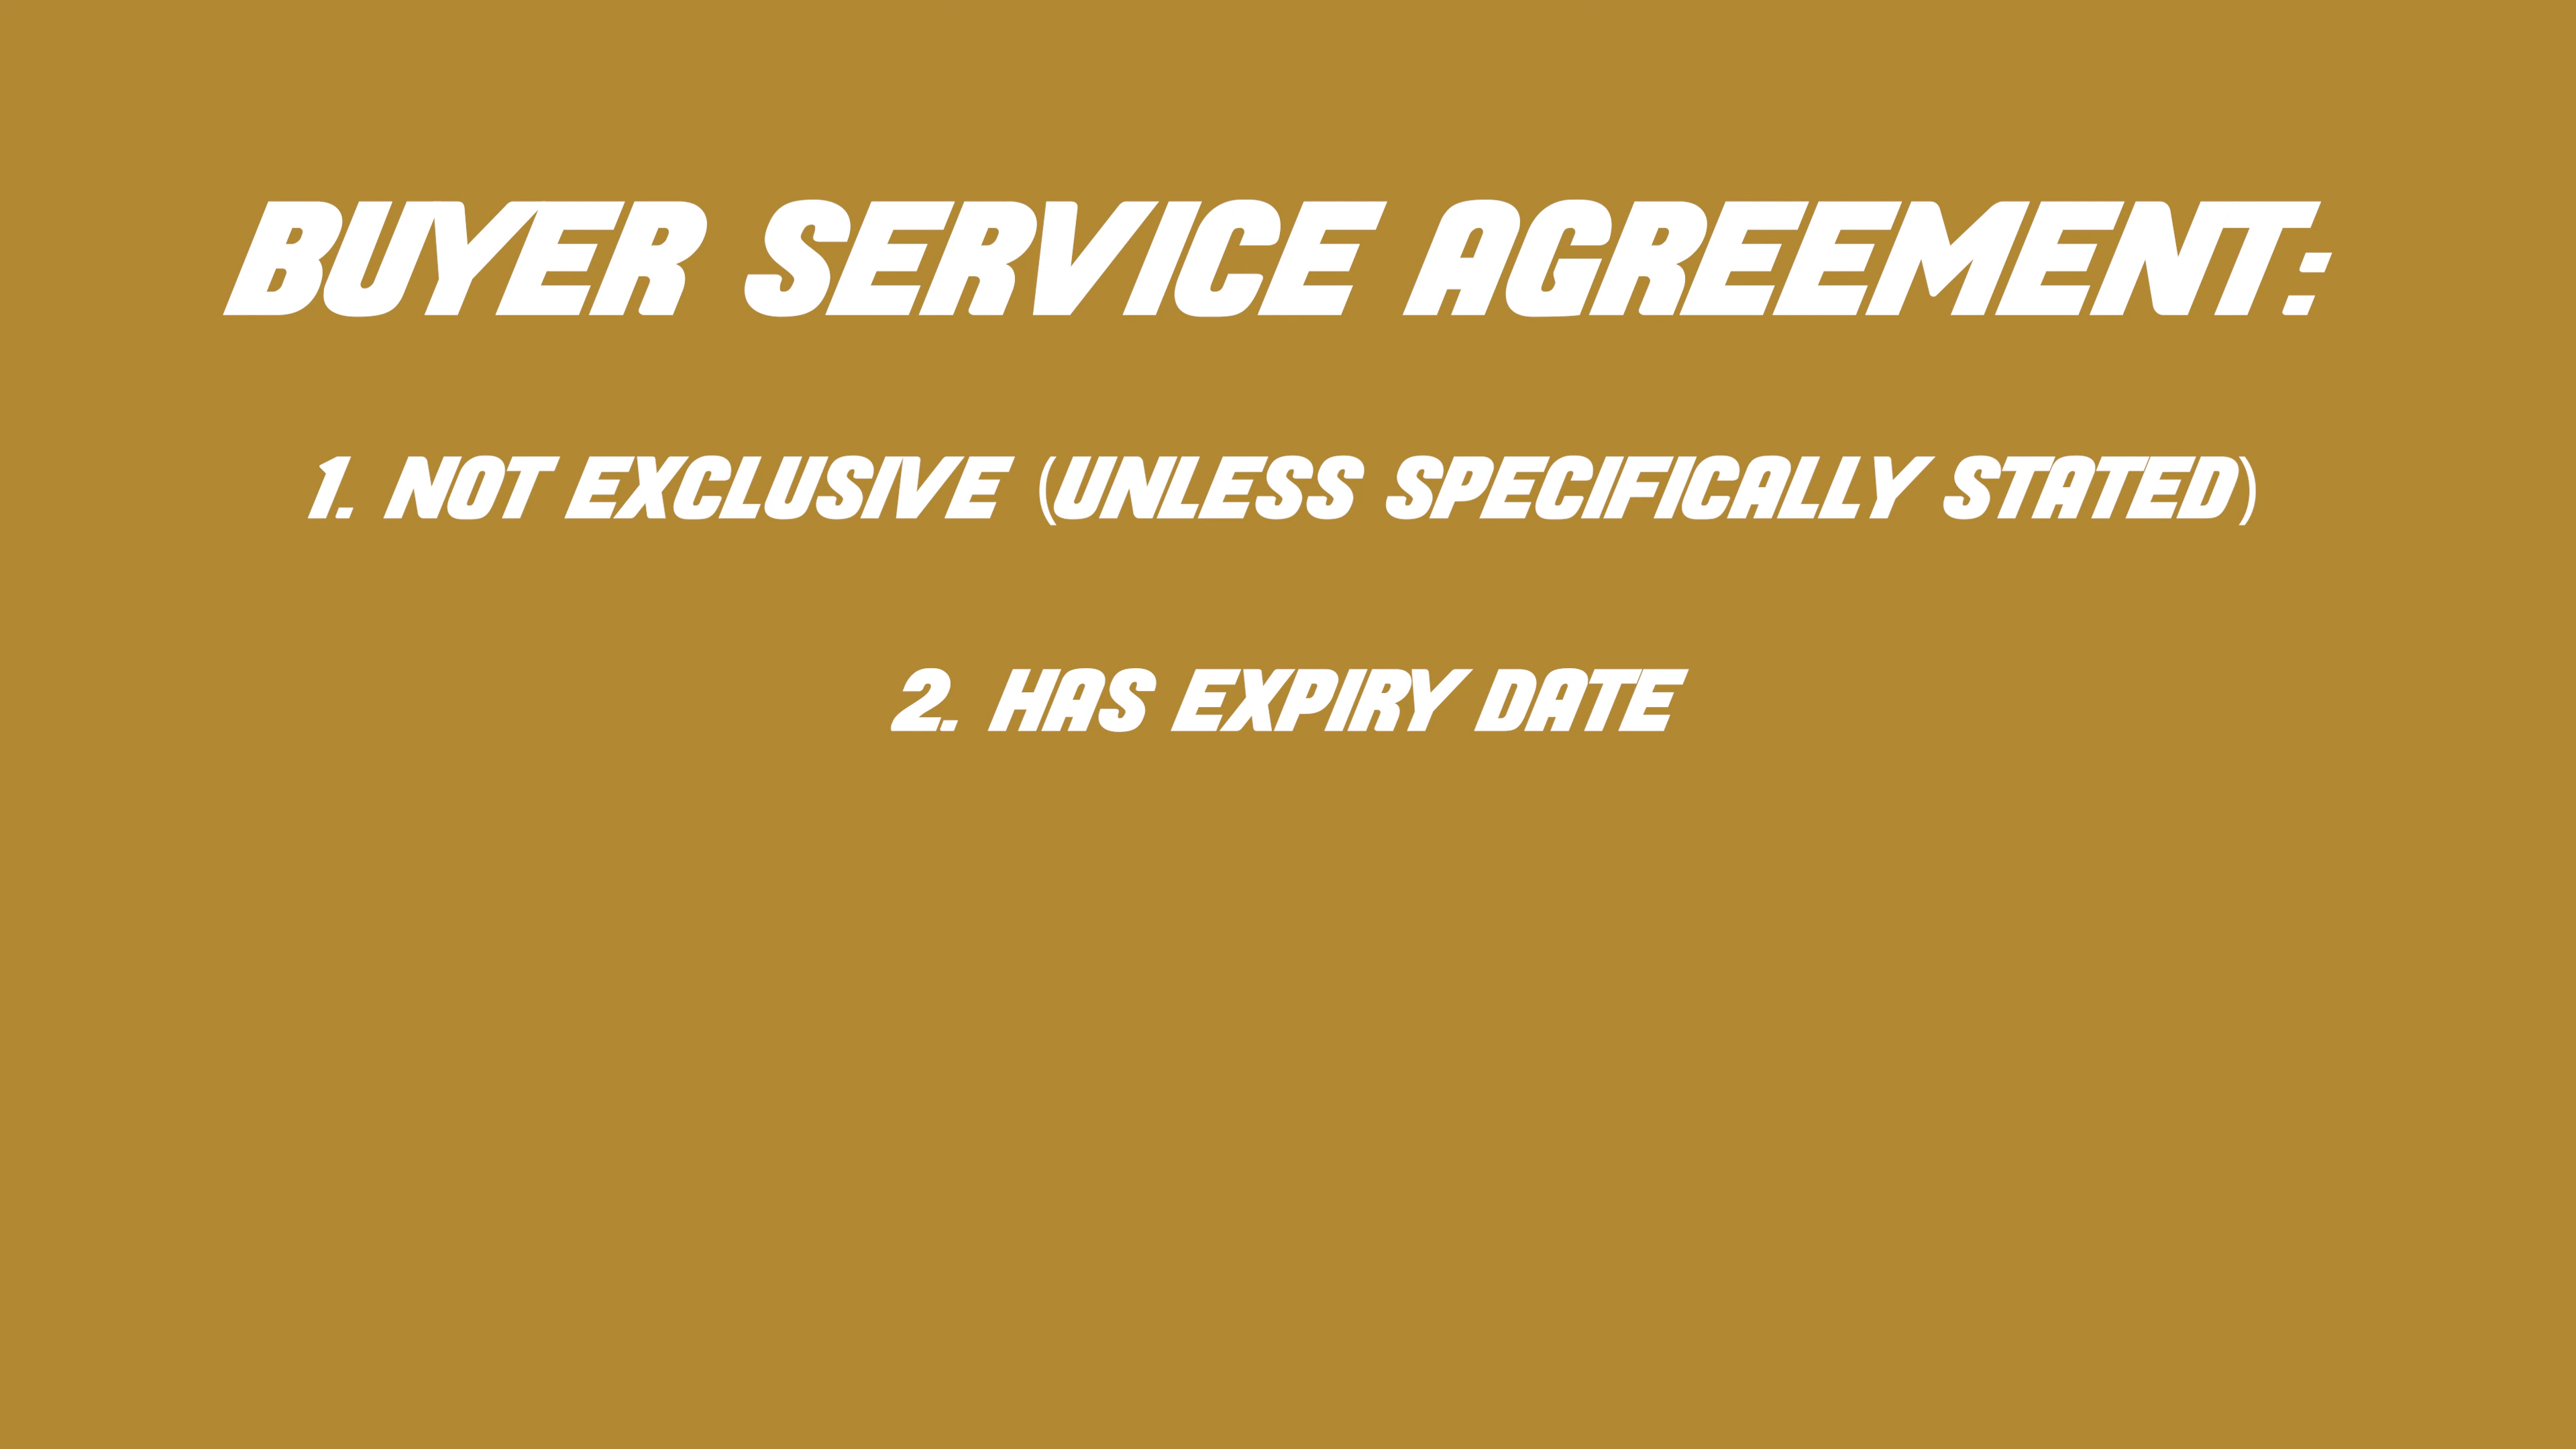 BUYER SERVICE AGREEMENT:
1. NOT EXCLUSIVE (UNLESS SPECIFICALLY STATED)
2. HAS EXPIRY DATE